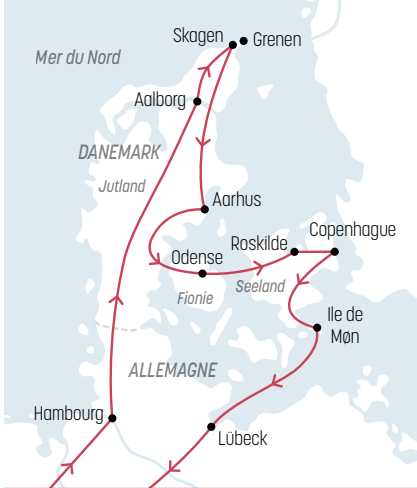 Skagen
Grenen
Mer du Nord
Aalborg
DANEMARK
Jutland
Aarhus
Roskilde
Copenhague
Odense
Fionie
Seeland
Ile de
Møn
ALLEMAGNE
Hambourg
Lübeck